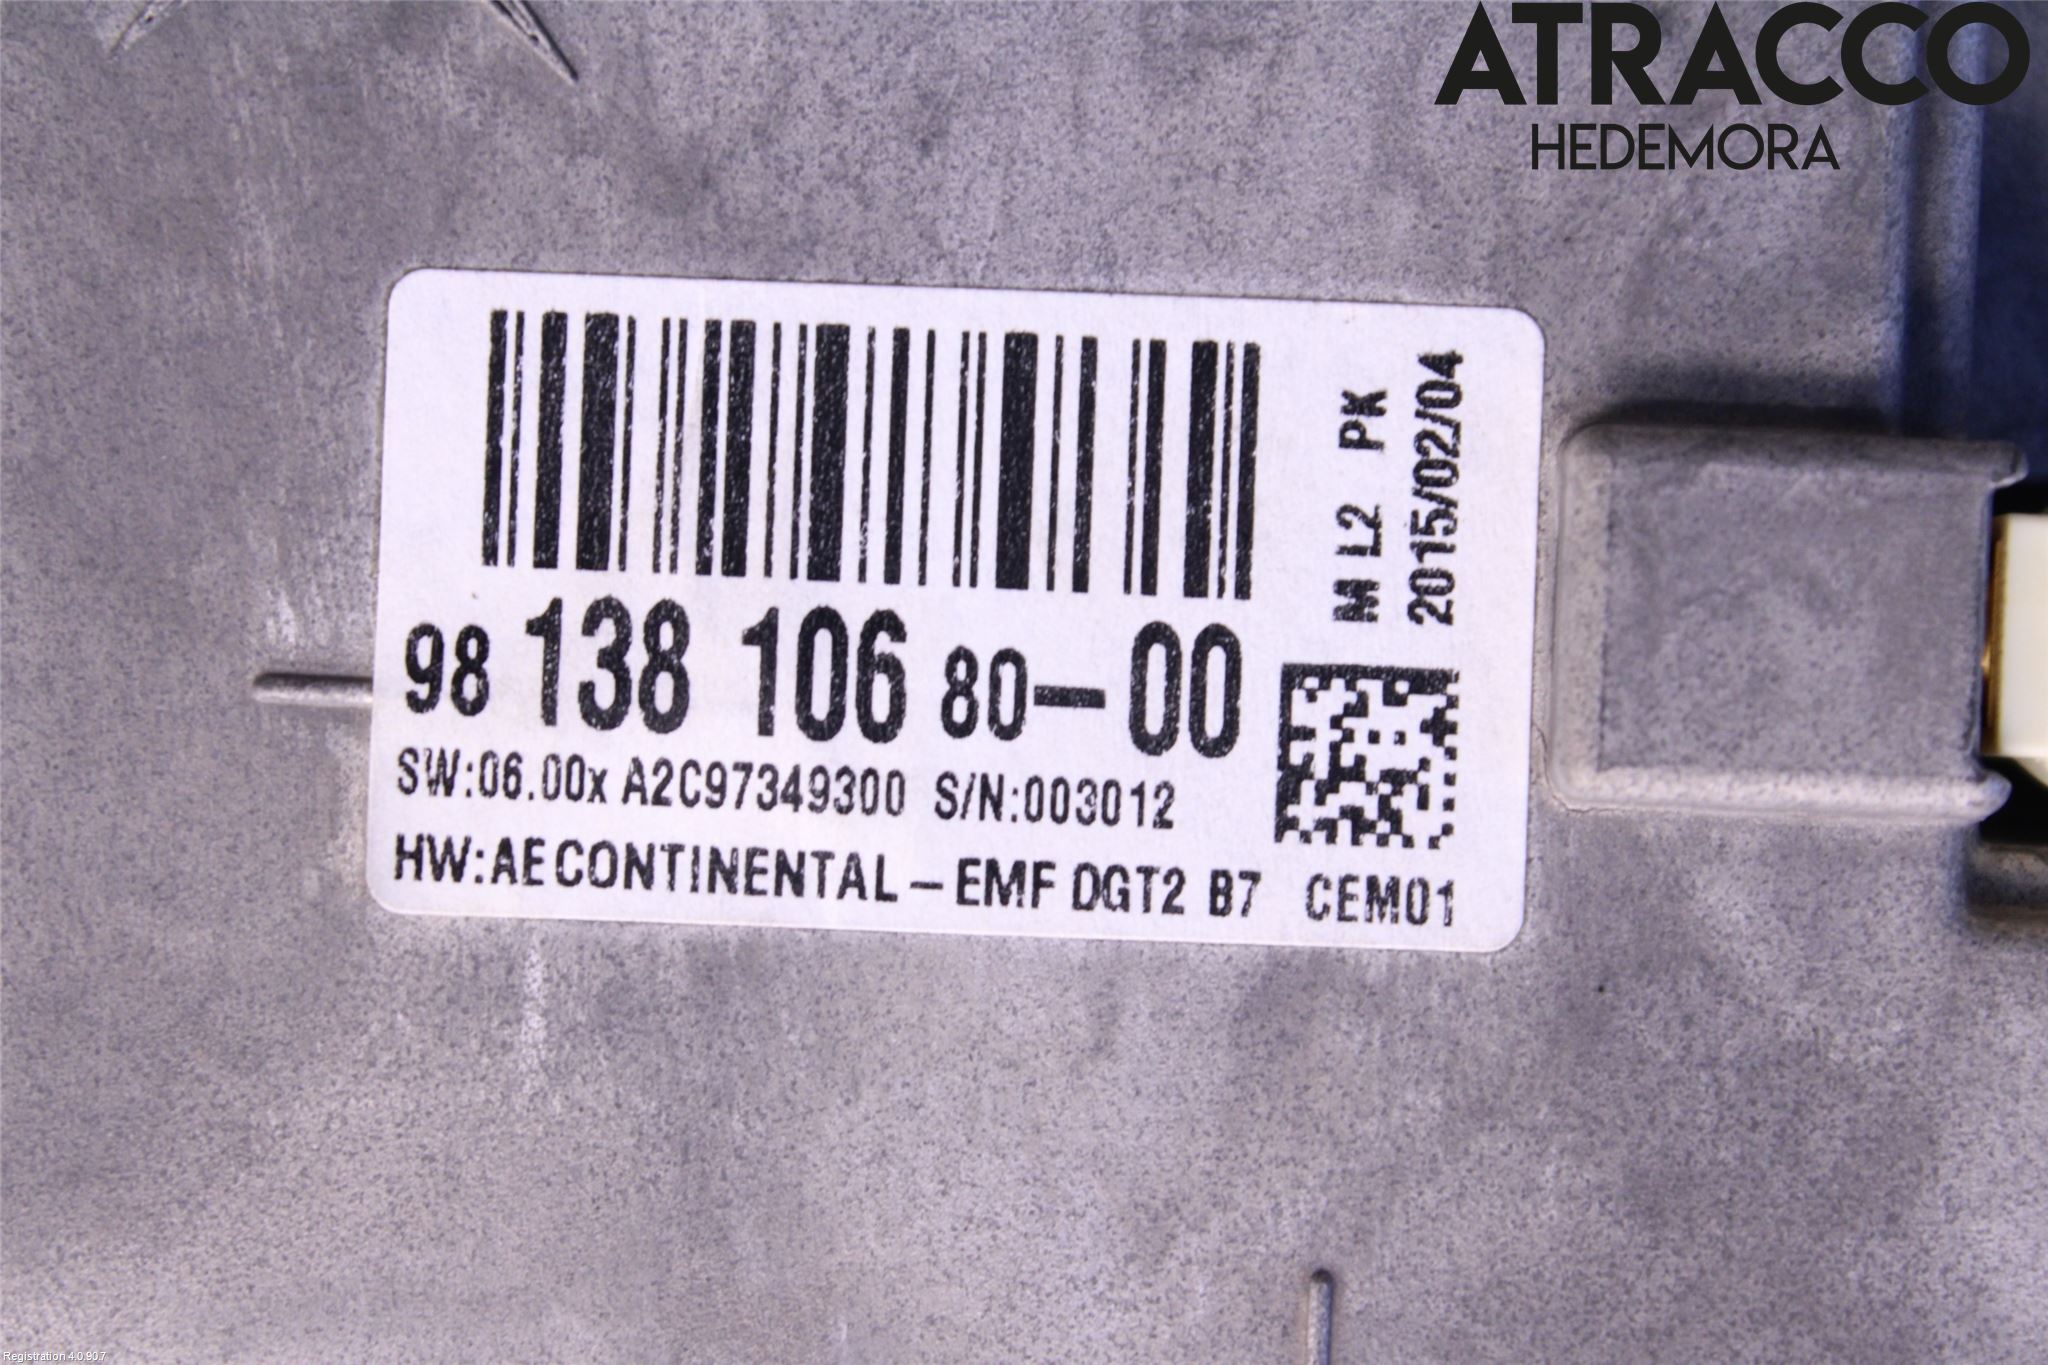 ATRACCO
HEDEMORA
M L2 PK
2015/02/04
98 138 106 80-00
SW:06.00x A2C97349300 S/N:003012
HW:AE CONTINENTAL-EMF DGT2 B7 CEM01
Registration 4.0.90.7